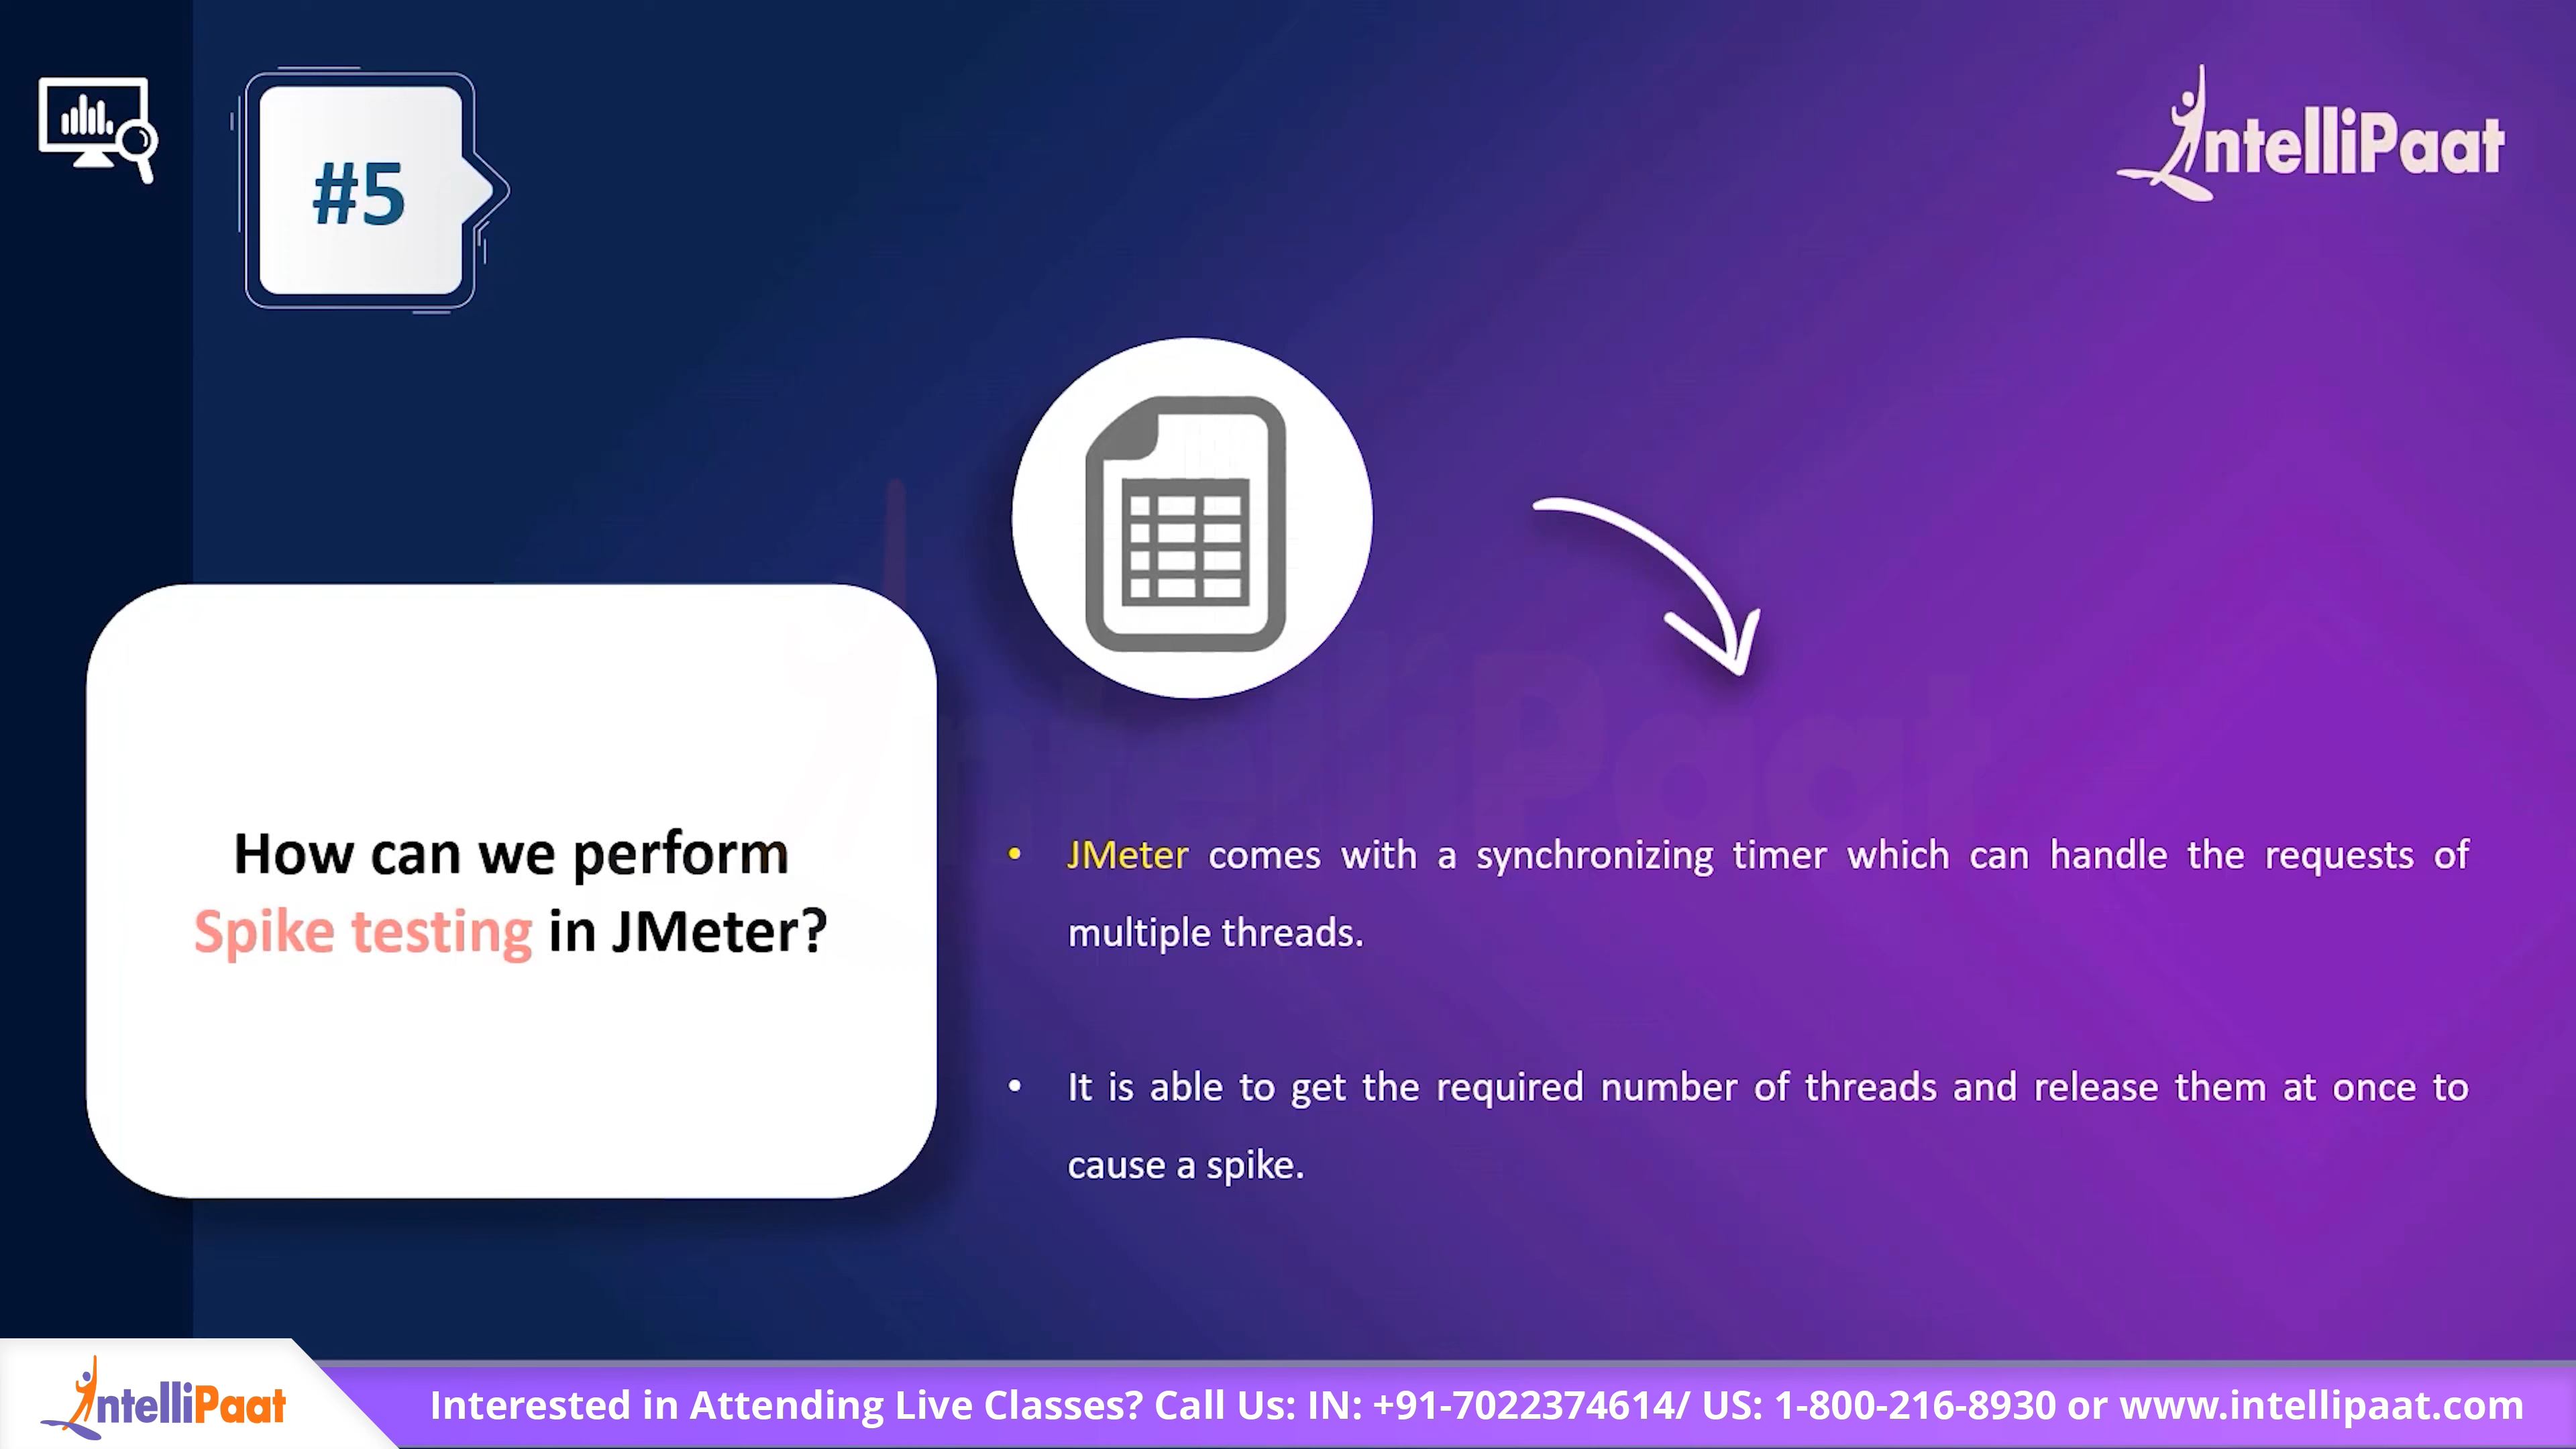 #5
IntelliPaat
How can we perform
Spike testing in JMeter?
• JMeter comes with a synchronizing timer which can handle the requests of
multiple threads.
• It is able to get the required number of threads and release them at once to
cause a spike.
IntelliPaat
IntelliPaat
Interested in Attending Live Classes? Call Us: IN: +91-7022374614/ US: 1-800-216-8930 or www.intellipaat.com